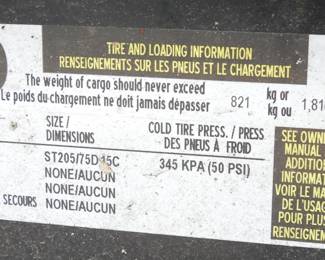 TIRE AND LOADING INFORMATION
RENSEIGNEMENTS SUR LES PNEUS ET LE CHARGEMENT
The weight of cargo should never exceed
Le poids du chargement ne doit jamais dépasser
821
kg or
kg ou
SIZE /
DIMENSIONS
COLD TIRE PRESS. / PRESS
DES PNEUS À FROID
ST205/75D15C
345 KPA (50 PSI)
NONE/AUCUN
NONE/AUCUN
SECOURS NONE/AUCUN
SEE OWNE
MANUAL
ADDITIO
INFORMAT
VOIR LE MA
DE L'USAG
POUR PLU
RENSEIGNEM